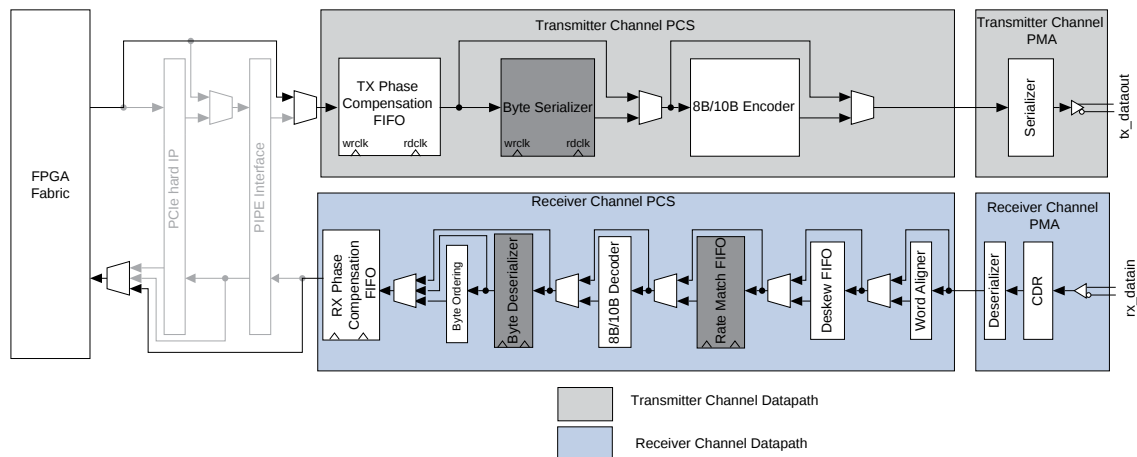 Transmitter Channel PCS
Transmitter Channel
PMA
FPGA
Fabric
PCIe hard IP
PIPE Interface
TX Phase
Compensation
FIFO
wrclk
rdclk
Byte Serializer
wrclk
rdclk
8B/10B Encoder
Serializer
tx_dataout
Receiver Channel PCS
Receiver Channel
PMA
RX Phase
Compensation
FIFO
Byte Ordering
Byte Deserializer
8B/10B Decoder
Rate Match FIFO
Deskew FIFO
Word Aligner
Deserializer
CDR
rx_datain
Transmitter Channel Datapath
Receiver Channel Datapath